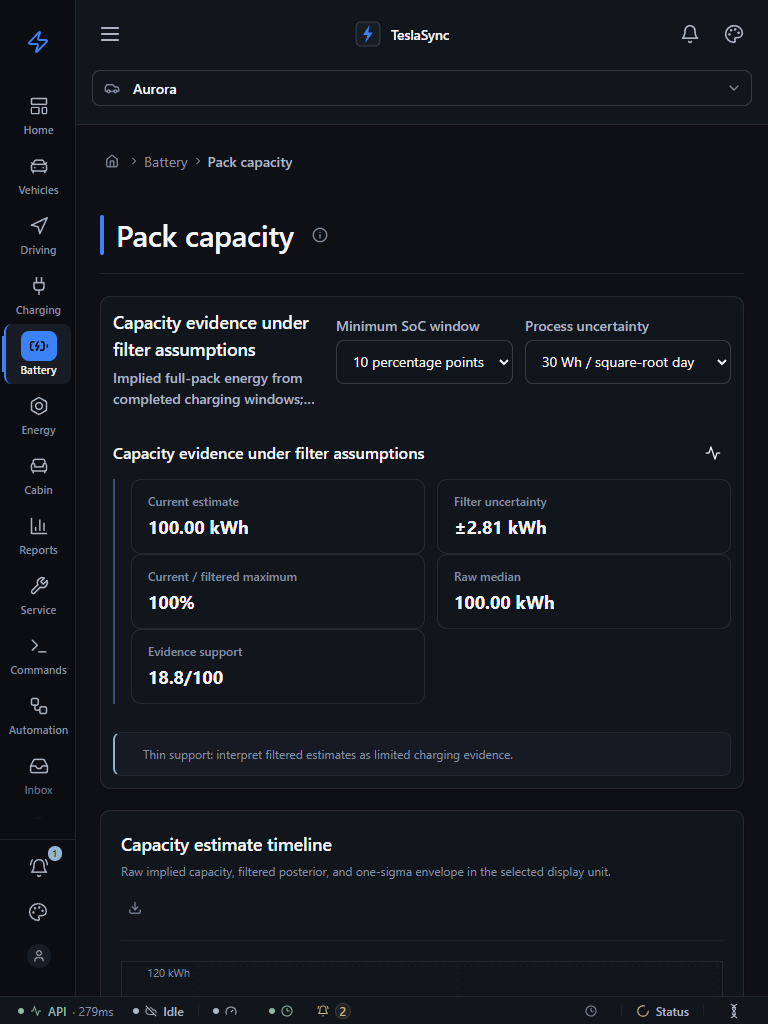 TeslaSync
Aurora
Home
Vehicles
Driving
Charging
Battery
Energy
Cabin
Reports
Service
Commands
Automation
Inbox
1
Battery
Pack capacity
Pack capacity
Capacity evidence under
filter assumptions
Implied full-pack energy from
completed charging windows;...
Minimum SoC window
10 percentage points
Process uncertainty
30 Wh / square-root day
Capacity evidence under filter assumptions
Current estimate
100.00 kWh
Filter uncertainty
±2.81 kWh
Current / filtered maximum
100%
Raw median
100.00 kWh
Evidence support
18.8/100
Thin support: interpret filtered estimates as limited charging evidence.
Capacity estimate timeline
Raw implied capacity, filtered posterior, and one-sigma envelope in the selected display unit.
120 kWh
API · 279ms
Idle
2
Status